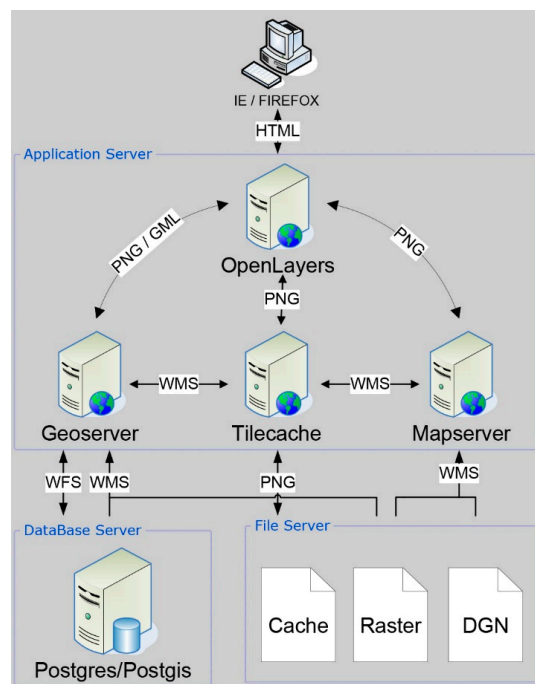 IE / FIREFOX
HTML
Application Server
PNG / GML
PNG
OpenLayers
PNG
WMS
WMS
Geoserver
Tilecache
Mapserver
WFS
WMS
PNG
WMS
DataBase Server
File Server
Cache
Raster
DGN
Postgres/Postgis